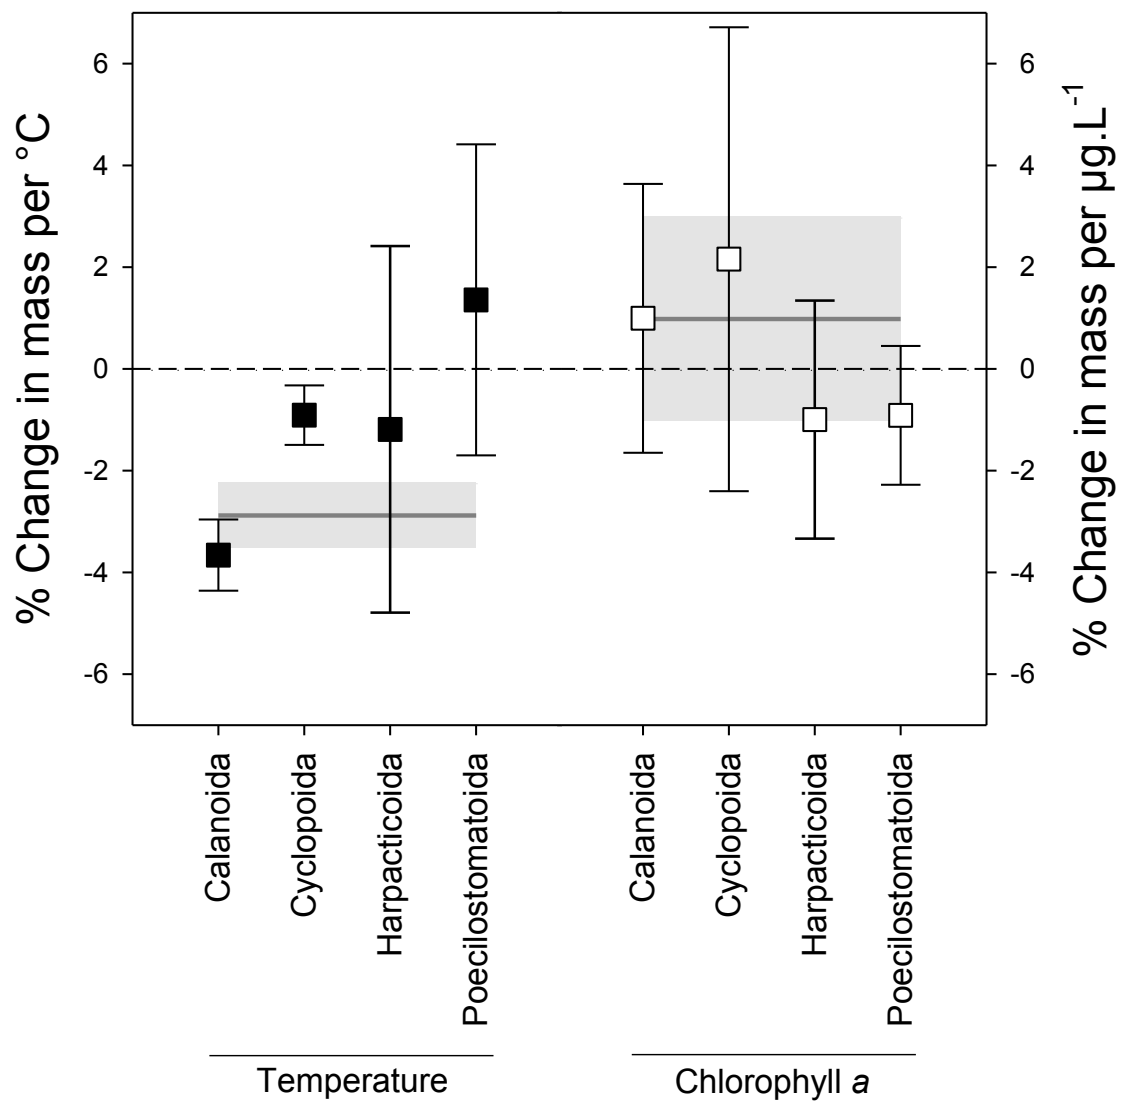 % Change in mass per °C
6
4
2
0
-2
-4
-6
6
4
2
0
-2
-4
-6
% Change in mass per µg.L-1
Calanoida
Cyclopoida
Harpacticoida
Poecilostomatoida
Calanoida
Cyclopoida
Harpacticoida
Poecilostomatoida
Temperature
Chlorophyll a